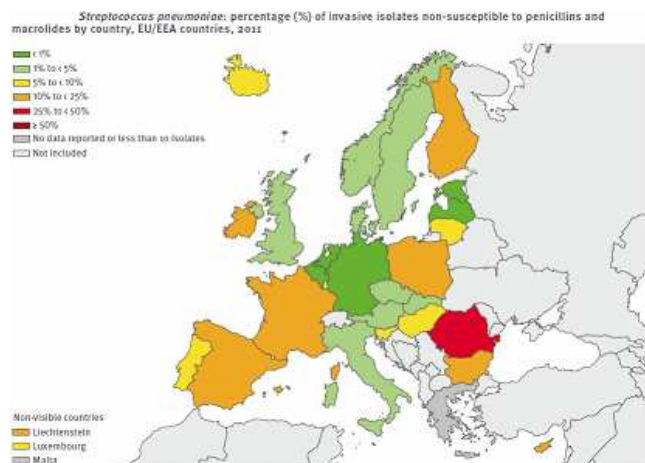 Streptococcus pneumoniae: percentage (%) of invasive isolates non-susceptible to penicillins and
macrolides by country, EU/EEA countries, 2011
< 1%
1% to < 5%
5% to < 10%
10% to < 25%
25% to < 50%
≥ 50%
No data reported or less than 10 isolates
Not included
Non-visible countries
Liechtenstein
Luxembourg
Malta